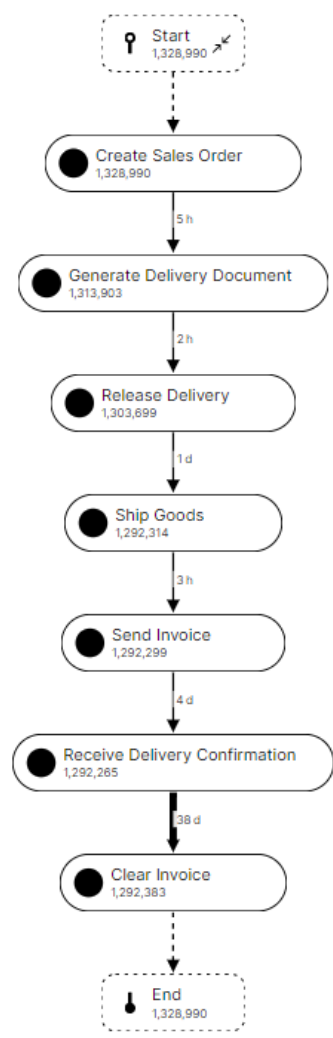 Start
1,328,990
Create Sales Order
1,328,990
5 h
Generate Delivery Document
1,313,903
2 h
Release Delivery
1,303,699
1 d
Ship Goods
1,292,314
3 h
Send Invoice
1,292,299
4 d
Receive Delivery Confirmation
1,292,265
38 d
Clear Invoice
1,292,383
End
1,328,990